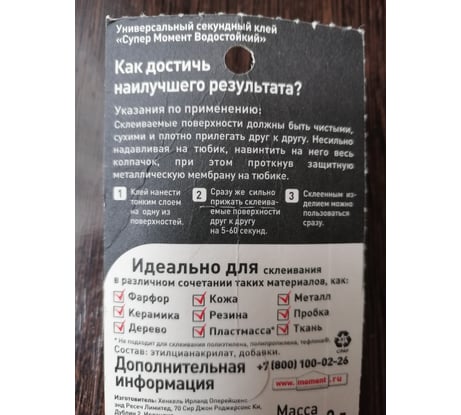 Универсальный секундный клей
«Супер Момент Водостойкий»
Как достичь
наилучшего результата?
Указания по применению:
Склеиваемые поверхности должны быть чистыми,
сухими и плотно прилегать друг к другу. Несильно
надавливая на тюбик, навинтить на него весь
колпачок, при этом проткнув защитную
металлическую мембрану на тюбике.
1 Клей нанести
тонким слоем
на одну из
поверхностей.
2 Сразу же сильно
прижать склеива-
емые поверхности
друг к другу
на 5-60 секунд.
3 Склеенным из-
делием можно
пользоваться
сразу.
Идеально для склеивания
в различном сочетании таких материалов, как:
Фарфор Кожа Металл
Керамика Резина Пробка
Дерево Пластмасса* Ткань
* Не подходит для склеивания полиэтилена, полипропилена, тефлона®.
Состав: этилцианакрилат, добавки.
Дополнительная
информация
+7 (800) 100-02-26
www.moment.ru
Изготовитель: Хенкель Ирланд Оперейшенс
энд Ресеч Лимитед, 70 Сир Джон Роджерсонс Ки,
Масса